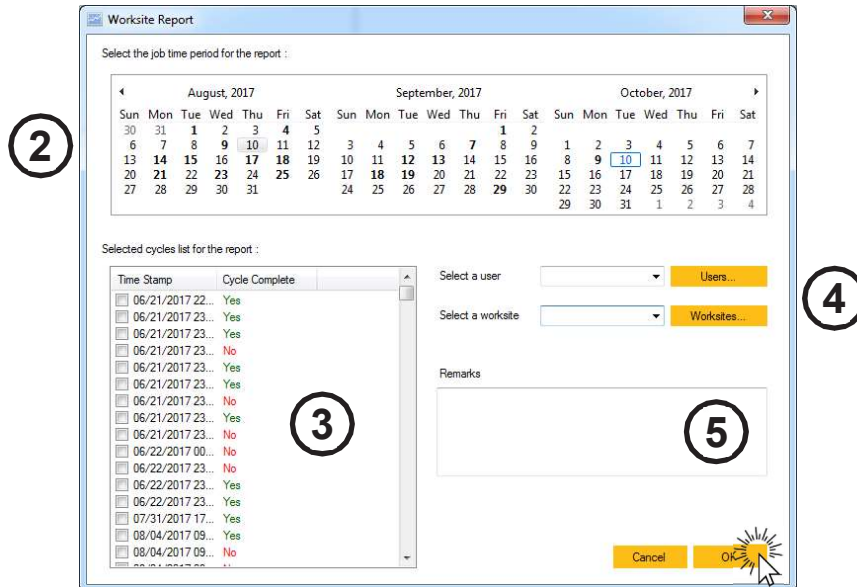 Worksite Report
Select the job time period for the report :
August, 2017 September, 2017 October, 2017
Sun Mon Tue Wed Thu Fri Sat Sun Mon Tue Wed Thu Fri Sat Sun Mon Tue Wed Thu Fri Sat
30 31 1 2 3 4 5 1 2
6 7 8 9 10 11 12 3 4 5 6 7 8 9 1 2 3 4 5 6 7
13 14 15 16 17 18 19 10 11 12 13 14 15 16 8 9 10 11 12 13 14
20 21 22 23 24 25 26 17 18 19 20 21 22 23 15 16 17 18 19 20 21
27 28 29 30 31 24 25 26 27 28 29 30 22 23 24 25 26 27 28
29 30 31 1 2 3 4
2
Selected cycles list for the report :
Time Stamp Cycle Complete
06/21/2017 22... Yes
06/21/2017 23... Yes
06/21/2017 23... Yes
06/21/2017 23... No
06/21/2017 23... Yes
06/21/2017 23... Yes
06/21/2017 23... No
06/21/2017 23... Yes
06/21/2017 23... No
06/22/2017 00... No
06/22/2017 23... No
06/22/2017 23... Yes
06/22/2017 23... Yes
07/31/2017 17... Yes
08/04/2017 09... Yes
08/04/2017 09... No
3
Select a user Users...
Select a worksite Worksites...
4
Remarks
5
Cancel OK